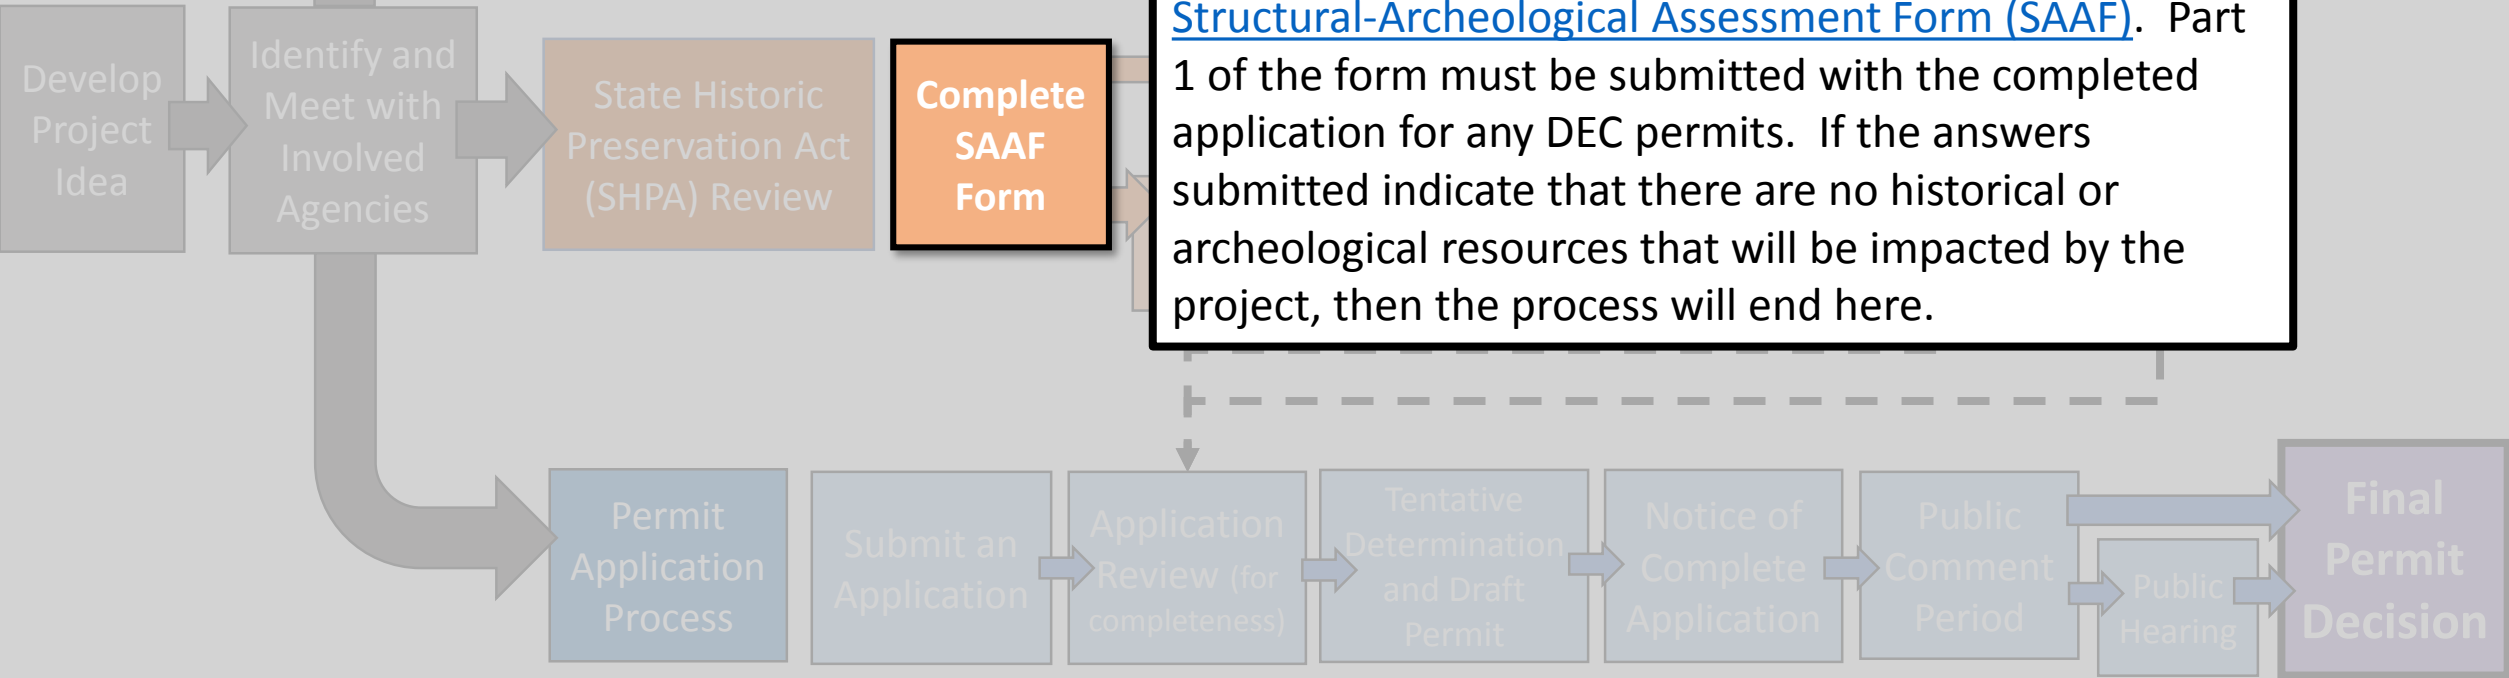 Develop
Project
Idea
Identify and
Meet with
Involved
Agencies
State Historic
Preservation Act
(SHPA) Review
Complete
SAAF
Form
Structural-Archeological Assessment Form (SAAF).  Part
1 of the form must be submitted with the completed
application for any DEC permits.  If the answers
submitted indicate that there are no historical or
archeological resources that will be impacted by the
project, then the process will end here.
Permit
Application
Process
Submit an
Application
Application
Review (for
completeness)
Tentative
Determination
and Draft
Permit
Notice of
Complete
Application
Public
Comment
Period
Public
Hearing
Final
Permit
Decision